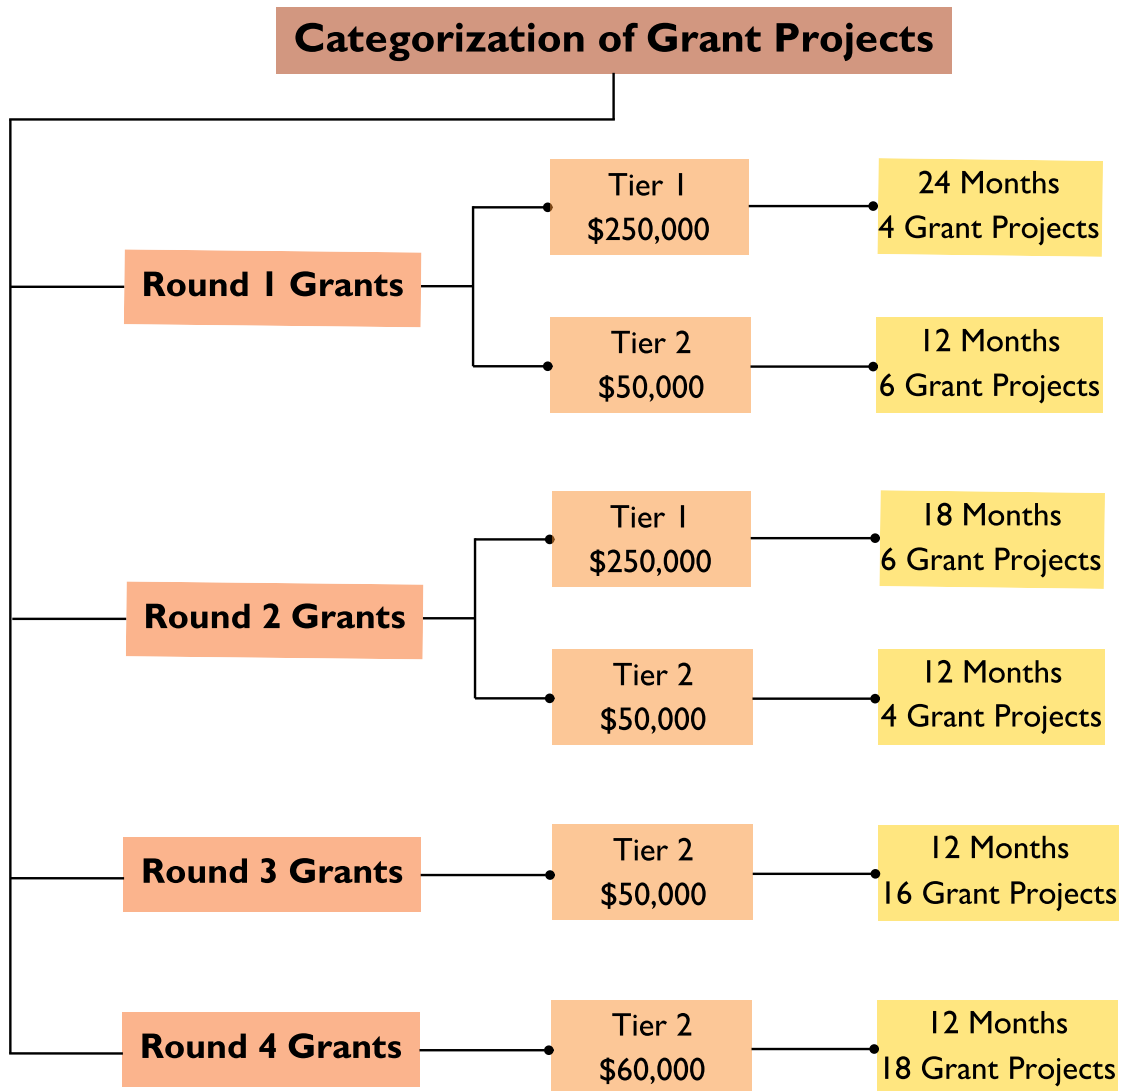 Categorization of Grant Projects
Round 1 Grants
Tier 1
$250,000
24 Months
4 Grant Projects
Tier 2
$50,000
12 Months
6 Grant Projects
Round 2 Grants
Tier 1
$250,000
18 Months
6 Grant Projects
Tier 2
$50,000
12 Months
4 Grant Projects
Round 3 Grants
Tier 2
$50,000
12 Months
16 Grant Projects
Round 4 Grants
Tier 2
$60,000
12 Months
18 Grant Projects